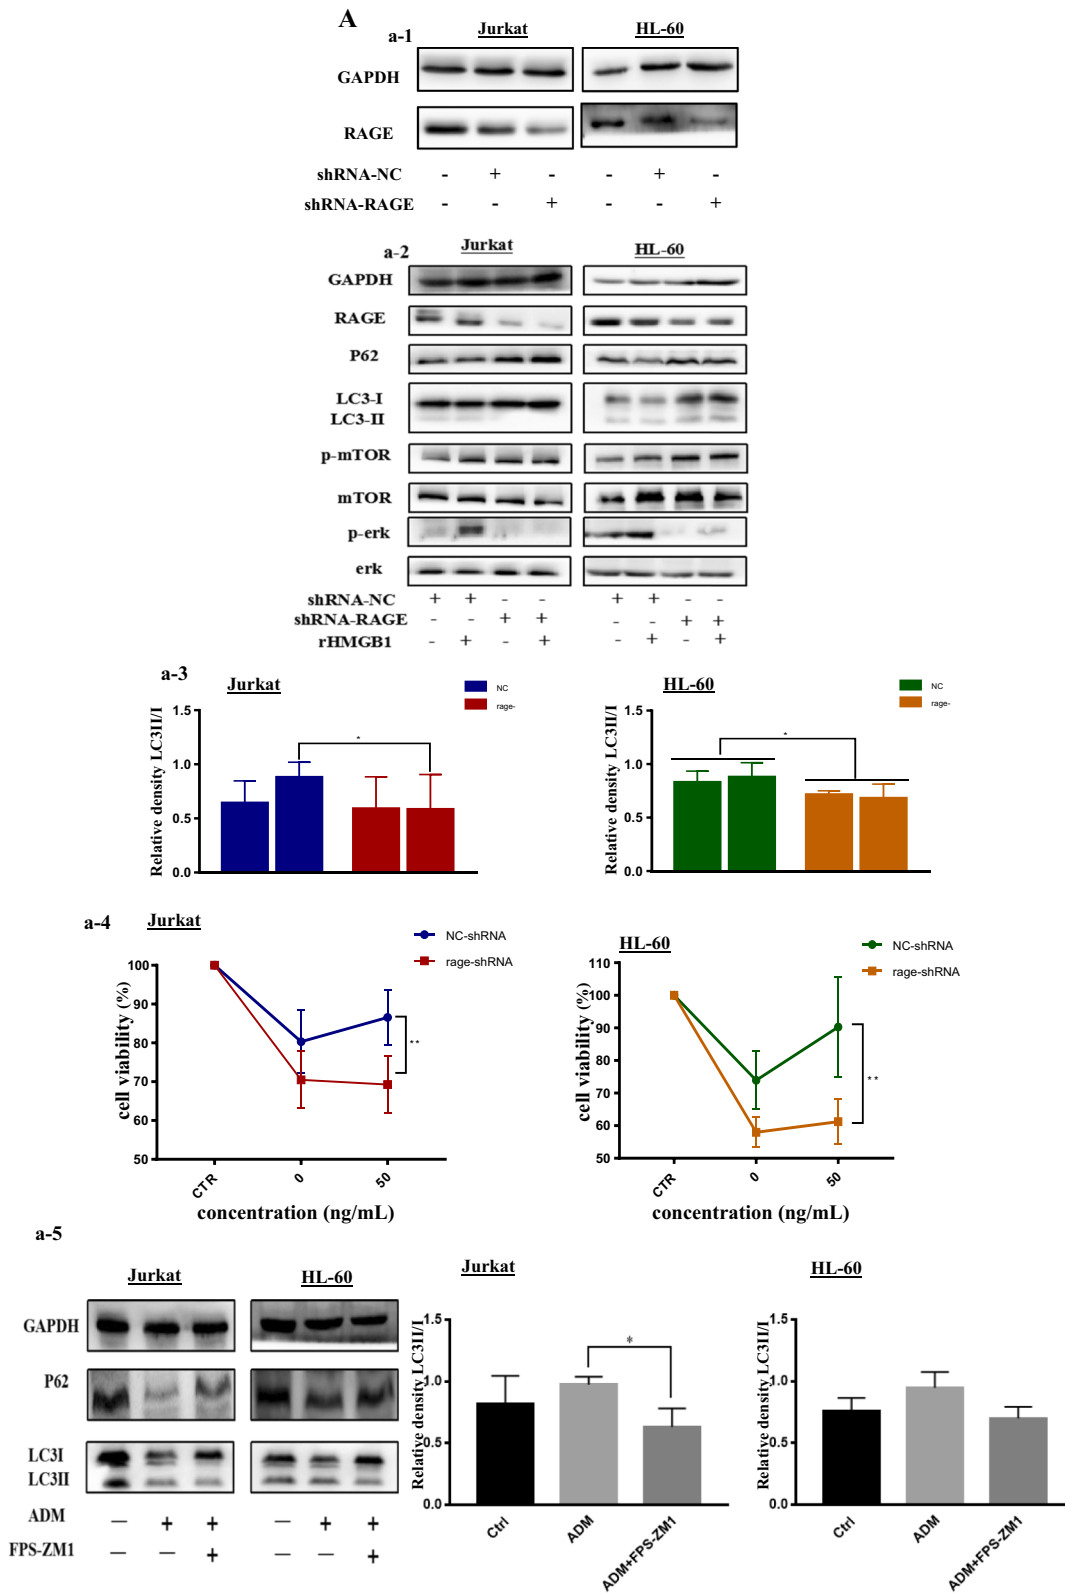 A
a-1
Jurkat HL-60
GAPDH
RAGE
shRNA-NC - + - - + -
shRNA-RAGE - - + - - +
a-2
Jurkat HL-60
GAPDH
RAGE
P62
LC3-I
LC3-II
p-mTOR
mTOR
p-erk
erk
shRNA-NC + + - - + + - -
shRNA-RAGE - - + + - - + +
rHMGB1 - + - + - + - +
a-3
Jurkat
NC
rage-
Relative density LC3II/I
1.5
1.0
0.5
0.0
*
HL-60
NC
rage-
Relative density LC3II/I
1.5
1.0
0.5
0.0
*
a-4
Jurkat
NC-shRNA
rage-shRNA
cell viability (%)
100
90
80
70
60
50
**
CTR 0 50
concentration (ng/mL)
HL-60
NC-shRNA
rage-shRNA
cell viability (%)
110
100
90
80
70
60
50
**
CTR 0 50
concentration (ng/mL)
a-5
Jurkat HL-60
GAPDH
P62
LC3I
LC3II
ADM — + + — + +
FPS-ZM1 — — + — — +
Jurkat
Relative density LC3II/I
1.5
1.0
0.5
0.0
*
Ctrl ADM ADM+FPS-ZM1
HL-60
Relative density LC3II/I
1.5
1.0
0.5
0.0
Ctrl ADM ADM+FPS-ZM1